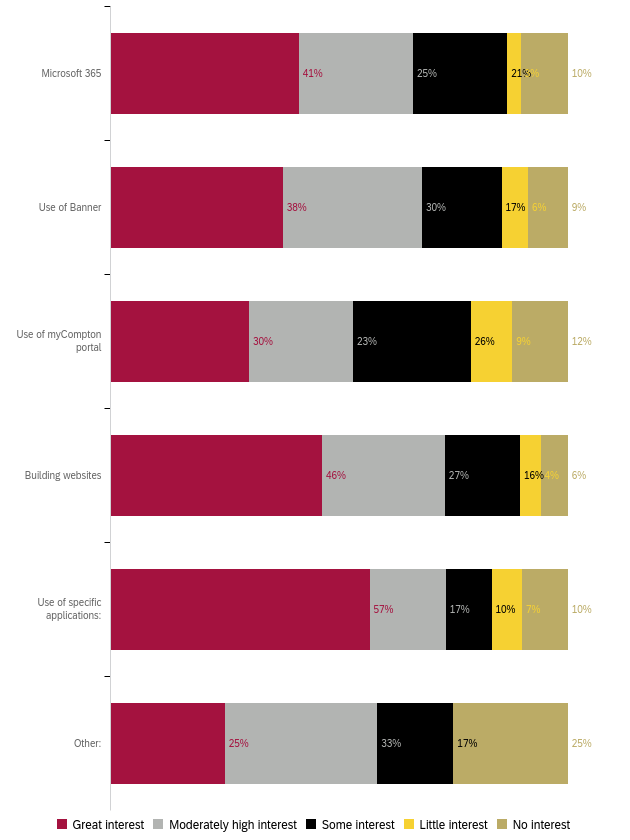 Microsoft 365 41% 25% 21% 3% 10%
Use of Banner 38% 30% 17% 6% 9%
Use of myCompton
portal 30% 23% 26% 9% 12%
Building websites 46% 27% 16% 4% 6%
Use of specific
applications: 57% 17% 10% 7% 10%
Other: 25% 33% 17% 25%
Great interest Moderately high interest Some interest Little interest No interest